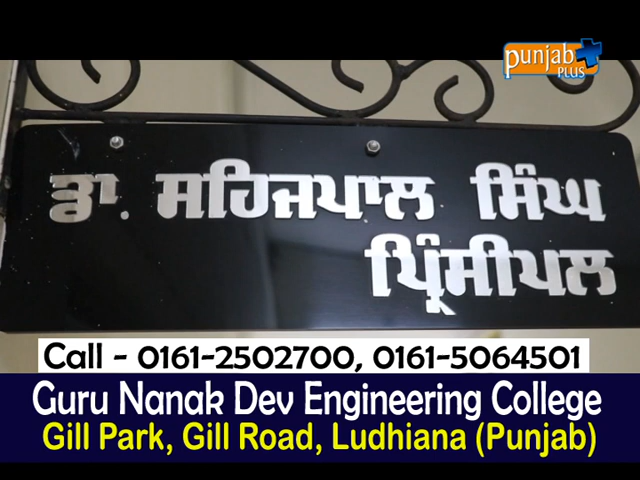 punjab
PLUS
ਡਾ. ਸਹਿਜਪਾਲ ਸਿੰਘ
ਪ੍ਰਿੰਸੀਪਲ
Call - 0161-2502700, 0161-5064501
Guru Nanak Dev Engineering College
Gill Park, Gill Road, Ludhiana (Punjab)